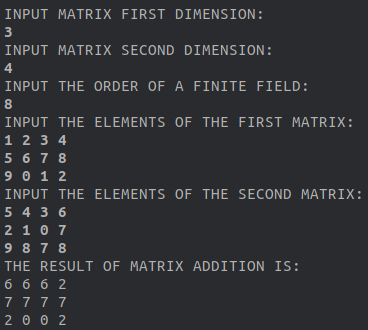 INPUT MATRIX FIRST DIMENSION:
3
INPUT MATRIX SECOND DIMENSION:
4
INPUT THE ORDER OF A FINITE FIELD:
8
INPUT THE ELEMENTS OF THE FIRST MATRIX:
1 2 3 4
5 6 7 8
9 0 1 2
INPUT THE ELEMENTS OF THE SECOND MATRIX:
5 4 3 6
2 1 0 7
9 8 7 8
THE RESULT OF MATRIX ADDITION IS:
6 6 6 2
7 7 7 7
2 0 0 2